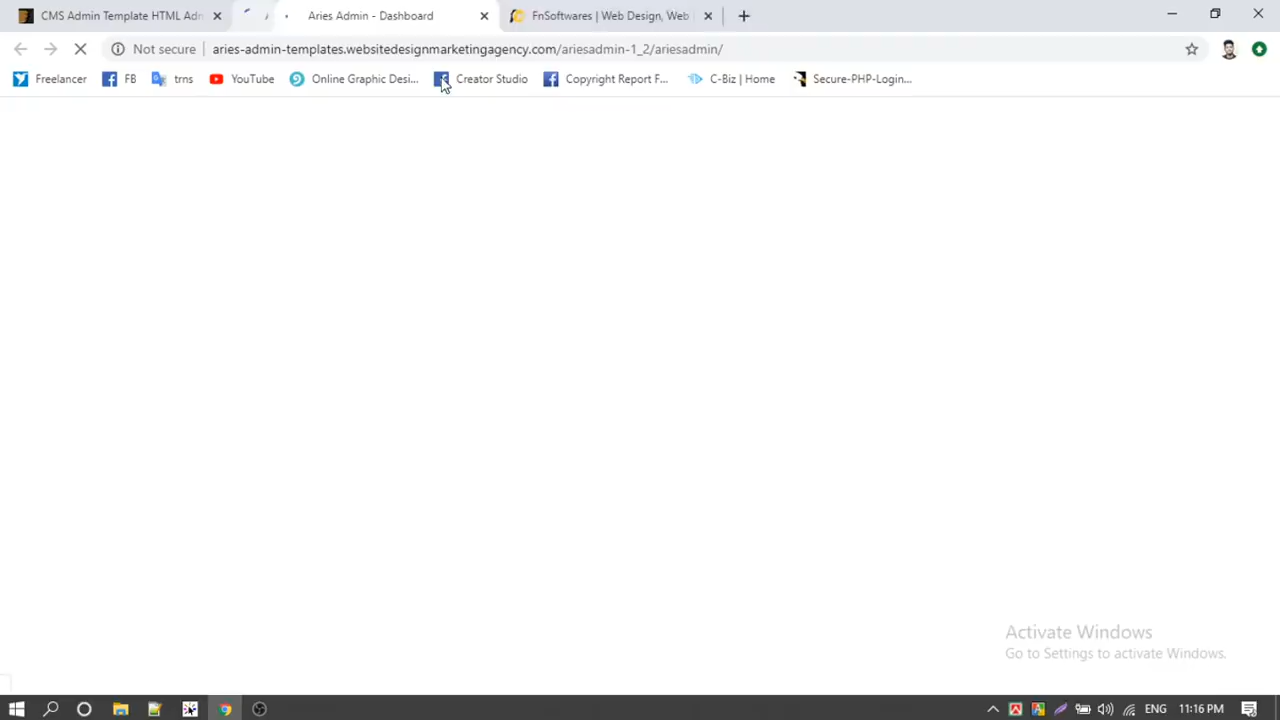 CMS Admin Template HTML Adm
Aries Admin - Dashboard
FnSoftwares | Web Design, Web
Not secure
aries-admin-templates.websitedesignmarketingagency.com/ariesadmin-1_2/ariesadmin/
Freelancer
FB
trns
YouTube
Online Graphic Desi...
Creator Studio
Copyright Report F...
C-Biz | Home
Secure-PHP-Login...
Activate Windows
Go to Settings to activate Windows.
ENG
11:16 PM